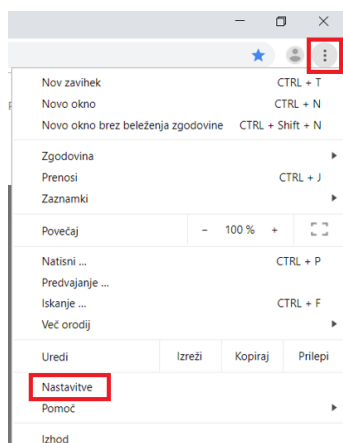 Nov zavihek CTRL + T
Novo okno CTRL + N
Novo okno brez beleženja zgodovine CTRL + Shift + N
Zgodovina
Prenosi CTRL + J
Zaznamki
Povečaj - 100 % +
Natisni ... CTRL + P
Predvajanje ...
Iskanje ... CTRL + F
Več orodij
Uredi Izreži Kopiraj Prilepi
Nastavitve
Pomoč
Izhod